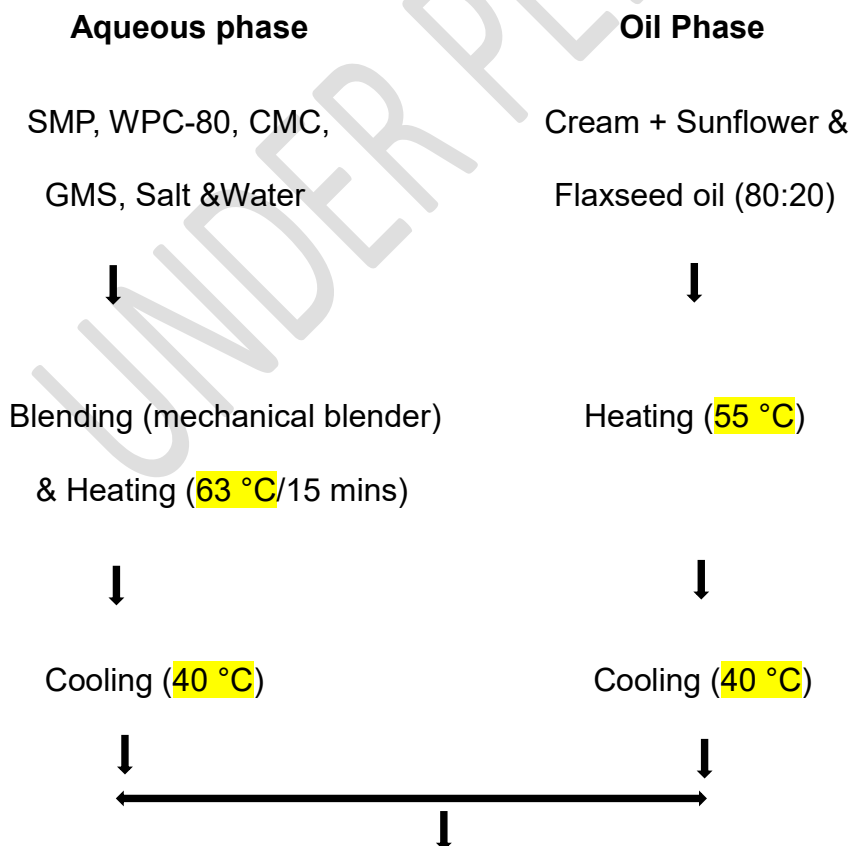 Aqueous phase
Oil Phase
SMP, WPC-80, CMC,
GMS, Salt &Water
Cream + Sunflower &
Flaxseed oil (80:20)
Blending (mechanical blender)
& Heating (63 °C/15 mins)
Heating (55 °C)
Cooling (40 °C)
Cooling (40 °C)
UNDER PE